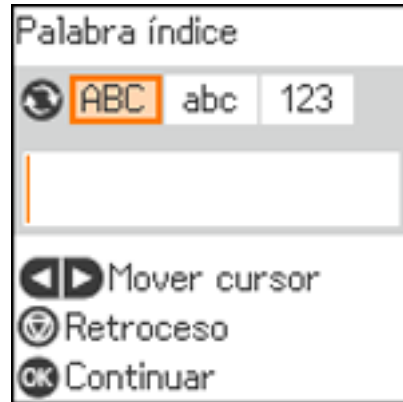 Palabra índice
ABC abc 123
Mover cursor
Retroceso
OK Continuar